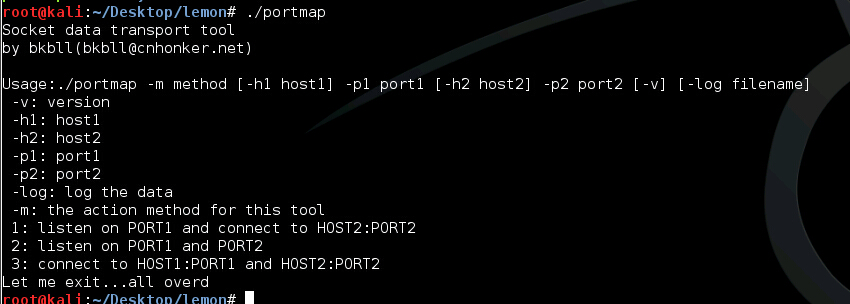 root@kali:~/Desktop/lemon# ./portmap
Socket data transport tool
by bkbll(bkbll@cnhonker.net)
Usage:./portmap -m method [-h1 host1] -p1 port1 [-h2 host2] -p2 port2 [-v] [-log filename]
-v: version
-h1: host1
-h2: host2
-p1: port1
-p2: port2
-log: log the data
-m: the action method for this tool
1: listen on PORT1 and connect to HOST2:PORT2
2: listen on PORT1 and PORT2
3: connect to HOST1:PORT1 and HOST2:PORT2
Let me exit...all overd
root@kali:~/Desktop/lemon#